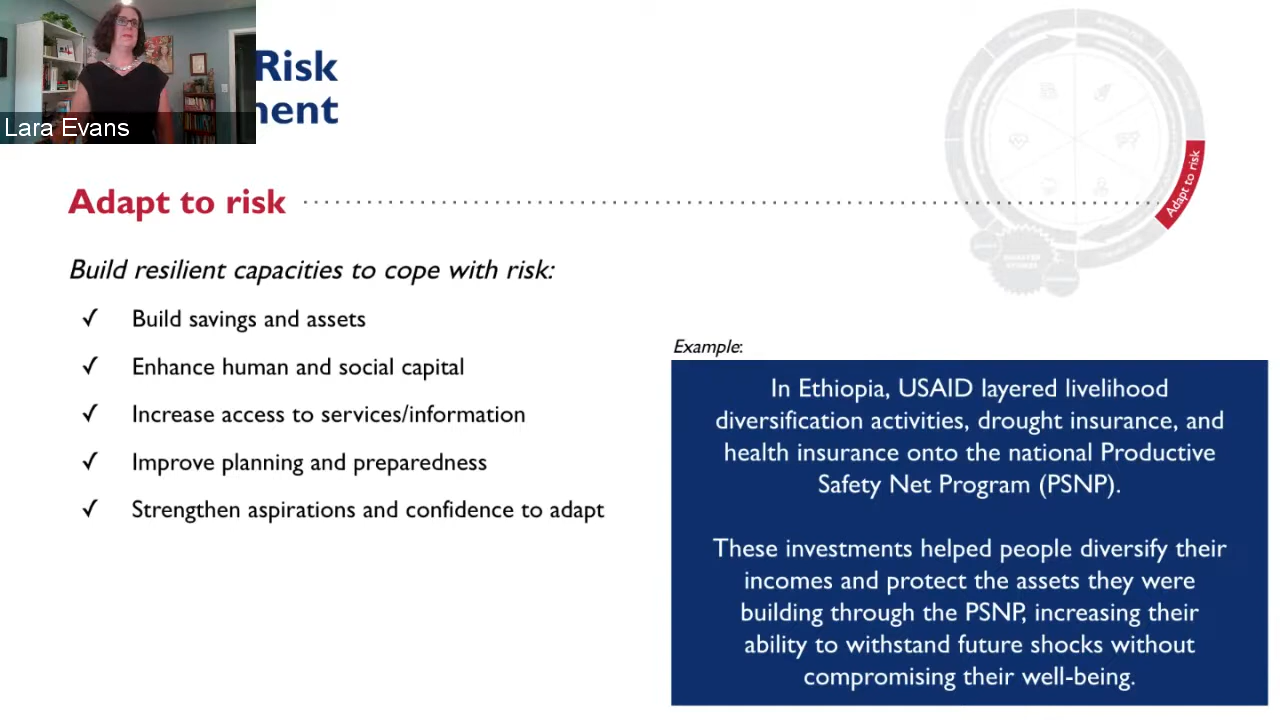 Risk
ment
Lara Evans
Adapt to risk
Adapt to risk
Build resilient capacities to cope with risk:
✓ Build savings and assets
✓ Enhance human and social capital
✓ Increase access to services/information
✓ Improve planning and preparedness
✓ Strengthen aspirations and confidence to adapt
Example:
In Ethiopia, USAID layered livelihood
diversification activities, drought insurance, and
health insurance onto the national Productive
Safety Net Program (PSNP).
These investments helped people diversify their
incomes and protect the assets they were
building through the PSNP, increasing their
ability to withstand future shocks without
compromising their well-being.